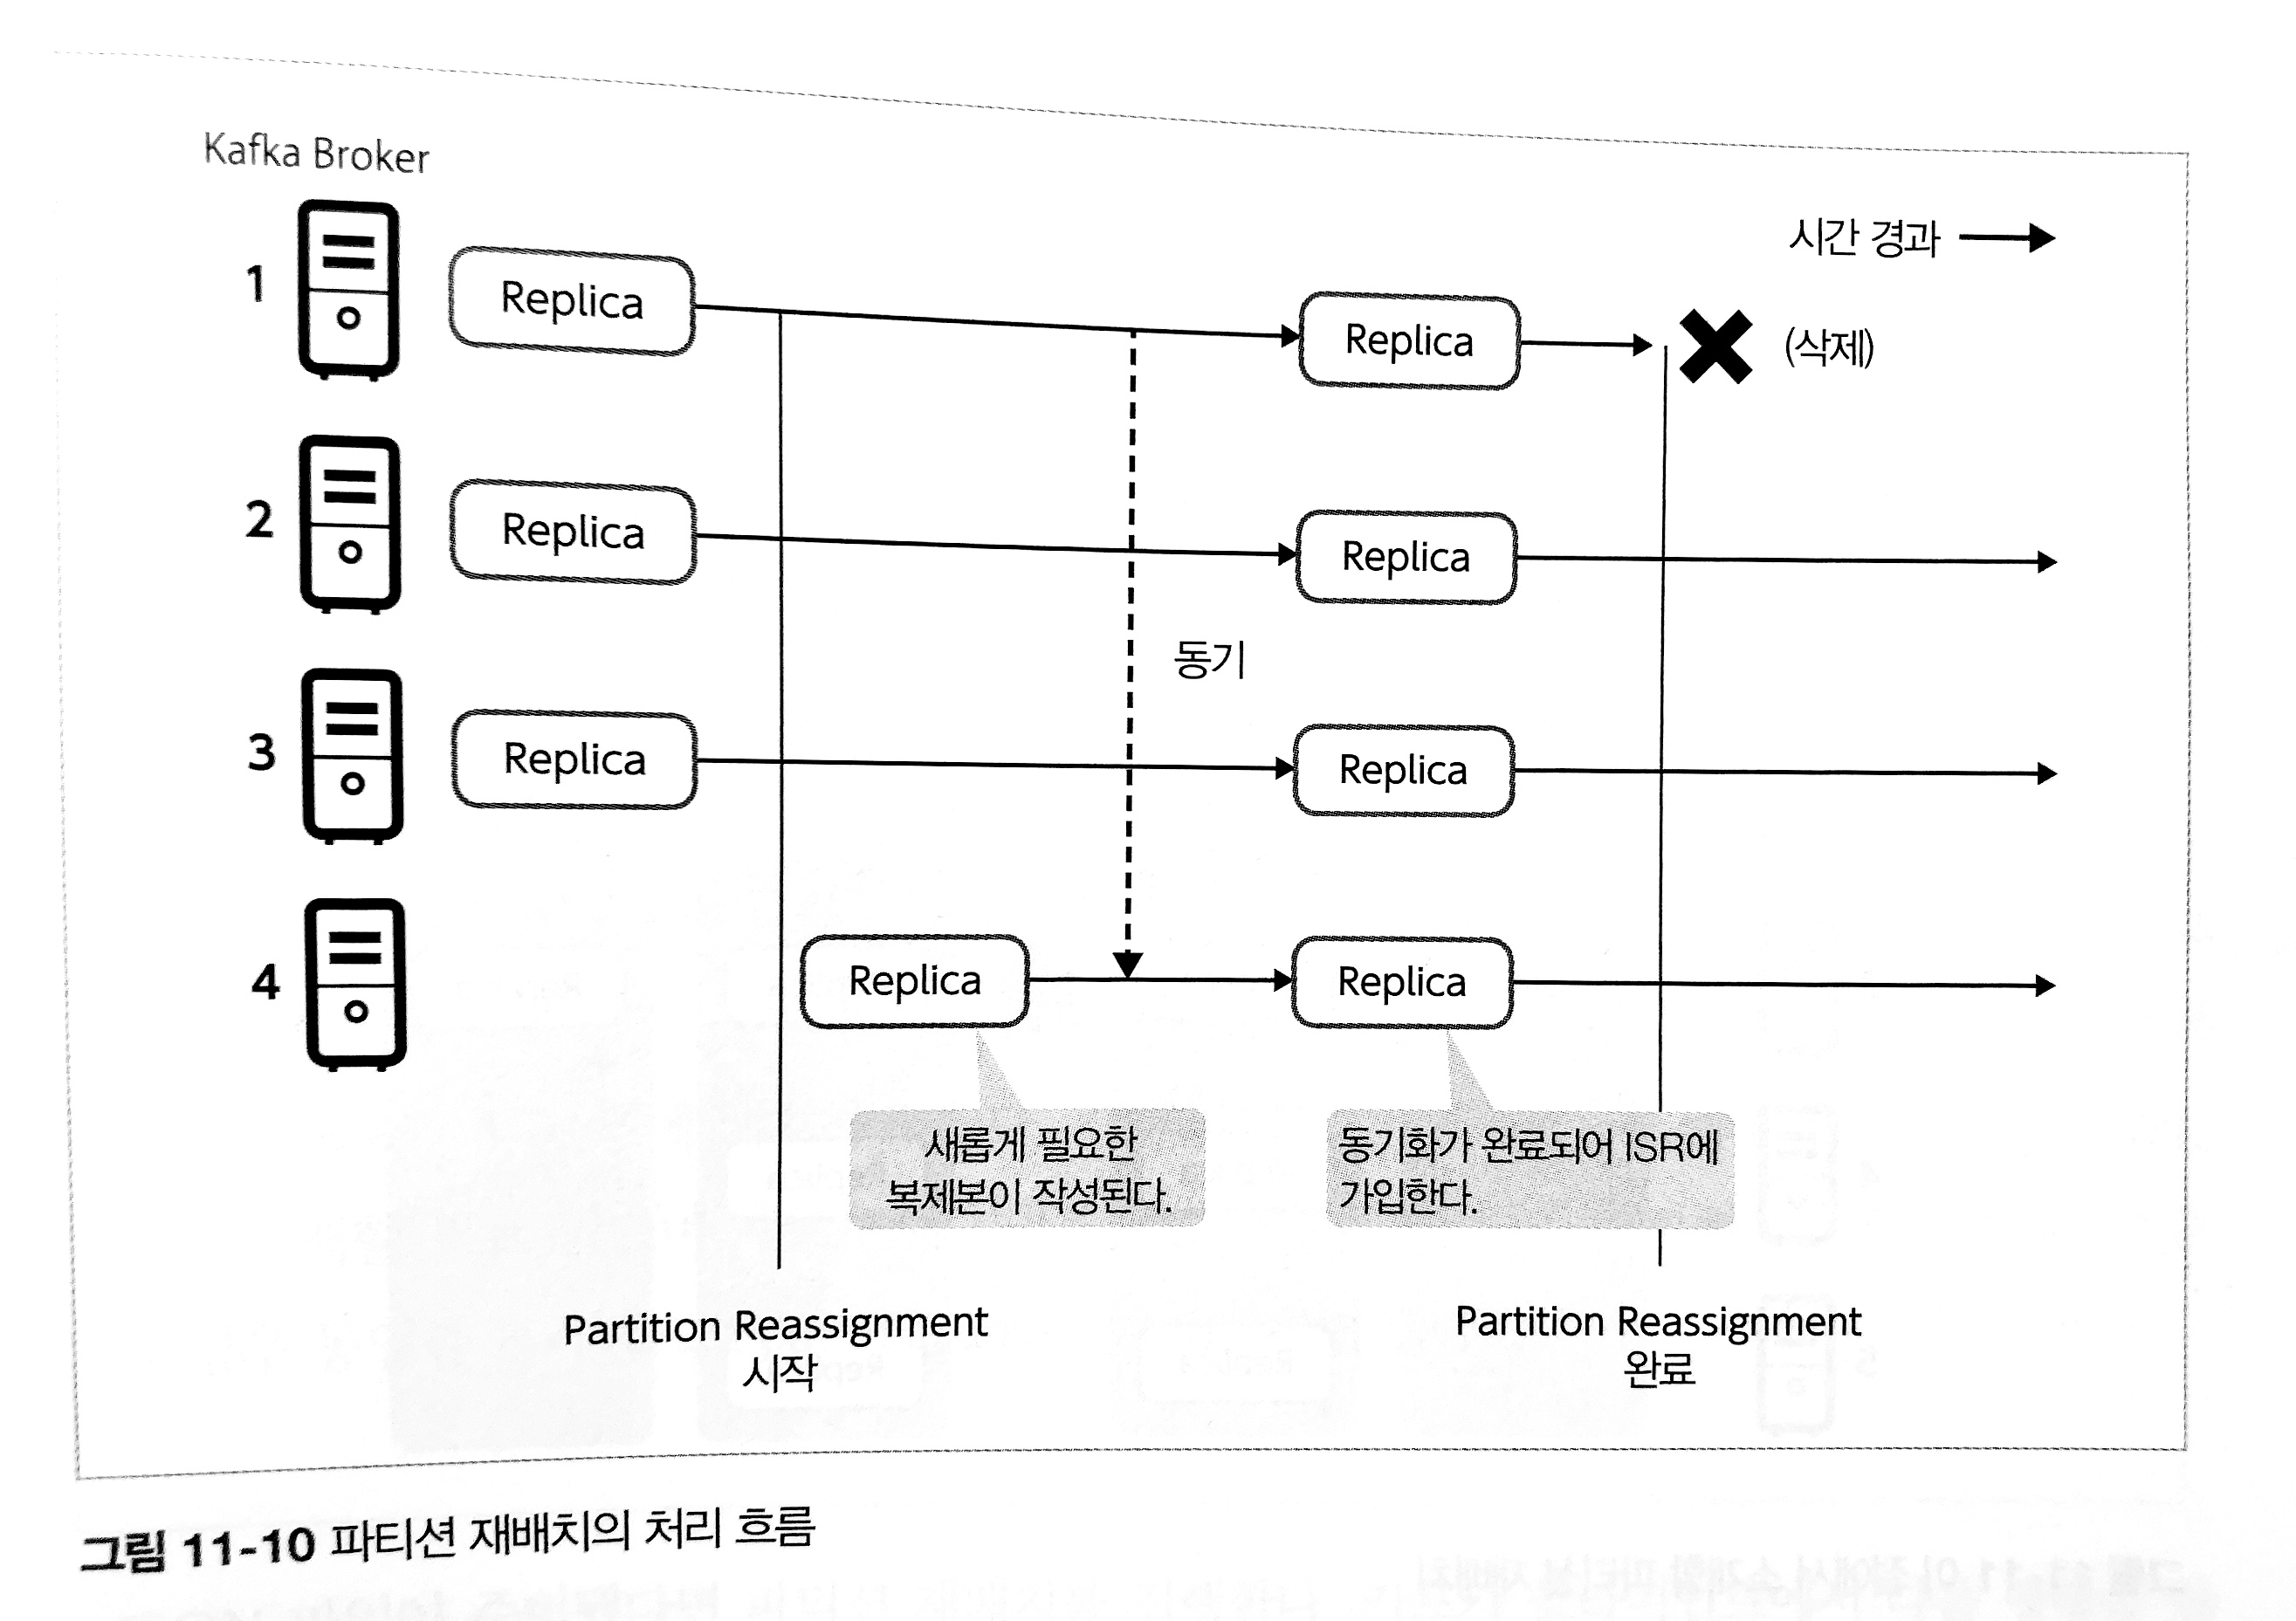 Kafka Broker
시간 경과
1
Replica
Replica
(삭제)
2
Replica
Replica
동기
3
Replica
Replica
4
Replica
Replica
새롭게 필요한
복제본이 작성된다.
동기화가 완료되어 ISR에
가입한다.
Partition Reassignment
시작
Partition Reassignment
완료
그림 11-10 파티션 재배치의 처리 흐름